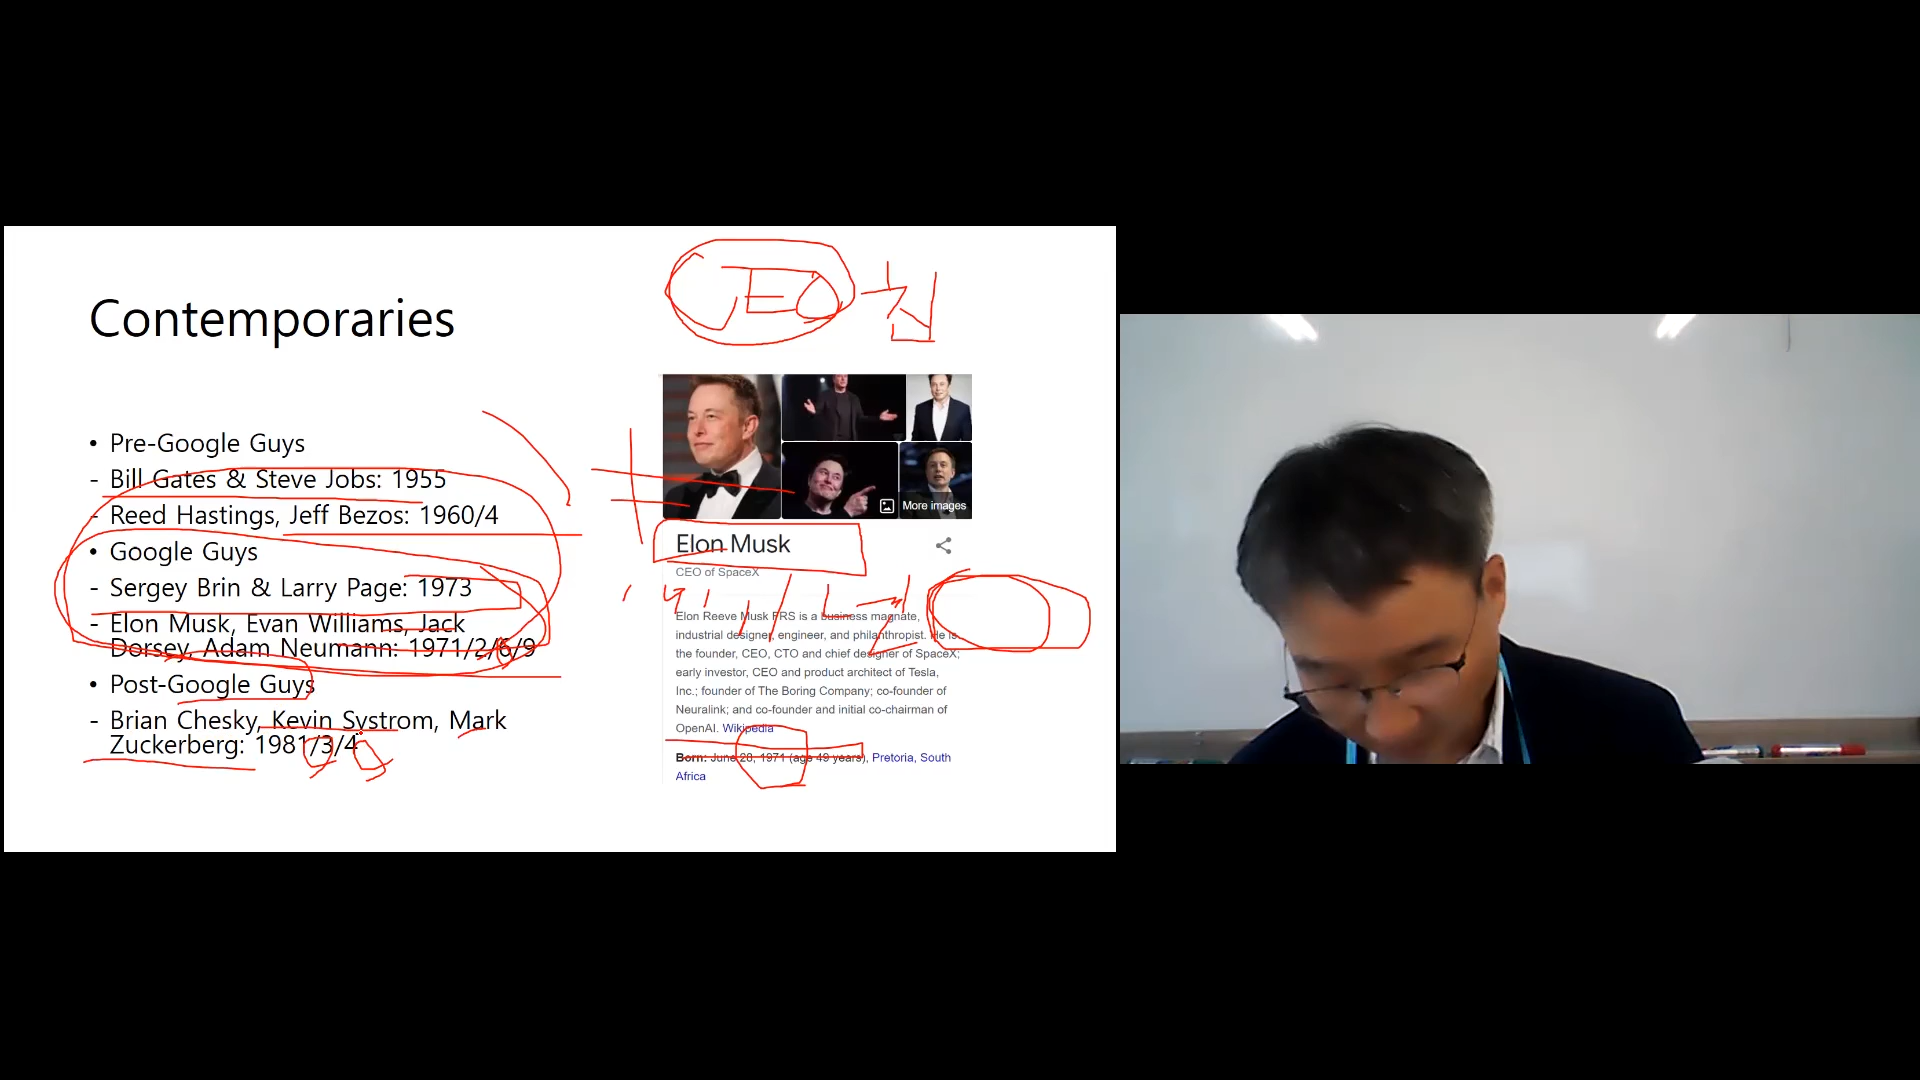 Contemporaries
• Pre-Google Guys
- Bill Gates & Steve Jobs: 1955
- Reed Hastings, Jeff Bezos: 1960/4
• Google Guys
- Sergey Brin & Larry Page: 1973
- Elon Musk, Evan Williams, Jack
Dorsey, Adam Neumann: 1971/2/6/9
• Post-Google Guys
- Brian Chesky, Kevin Systrom, Mark
Zuckerberg: 1981/3/4
CEO
More images
Elon Musk
CEO of SpaceX
Elon Reeve Musk FRS is a business magnate,
industrial designer, engineer, and philanthropist. He is
the founder, CEO, CTO and chief designer of SpaceX;
early investor, CEO and product architect of Tesla,
Inc.; founder of The Boring Company; co-founder of
Neuralink; and co-founder and initial co-chairman of
OpenAI. Wikipedia
Born: June 28, 1971 (age 49 years), Pretoria, South
Africa